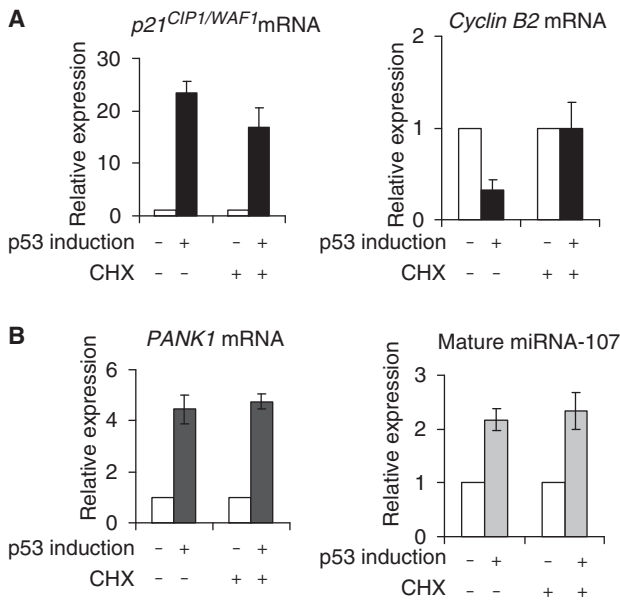 A
p21CIP1/WAF1 mRNA
Relative expression
30
20
10
0
p53 induction – + – +
CHX – – + +
Cyclin B2 mRNA
Relative expression
2
1
0
p53 induction – + – +
CHX – – + +
B
PANK1 mRNA
Relative expression
6
4
2
0
p53 induction – + – +
CHX – – + +
Mature miRNA-107
Relative expression
3
2
1
0
p53 induction – + – +
CHX – – + +